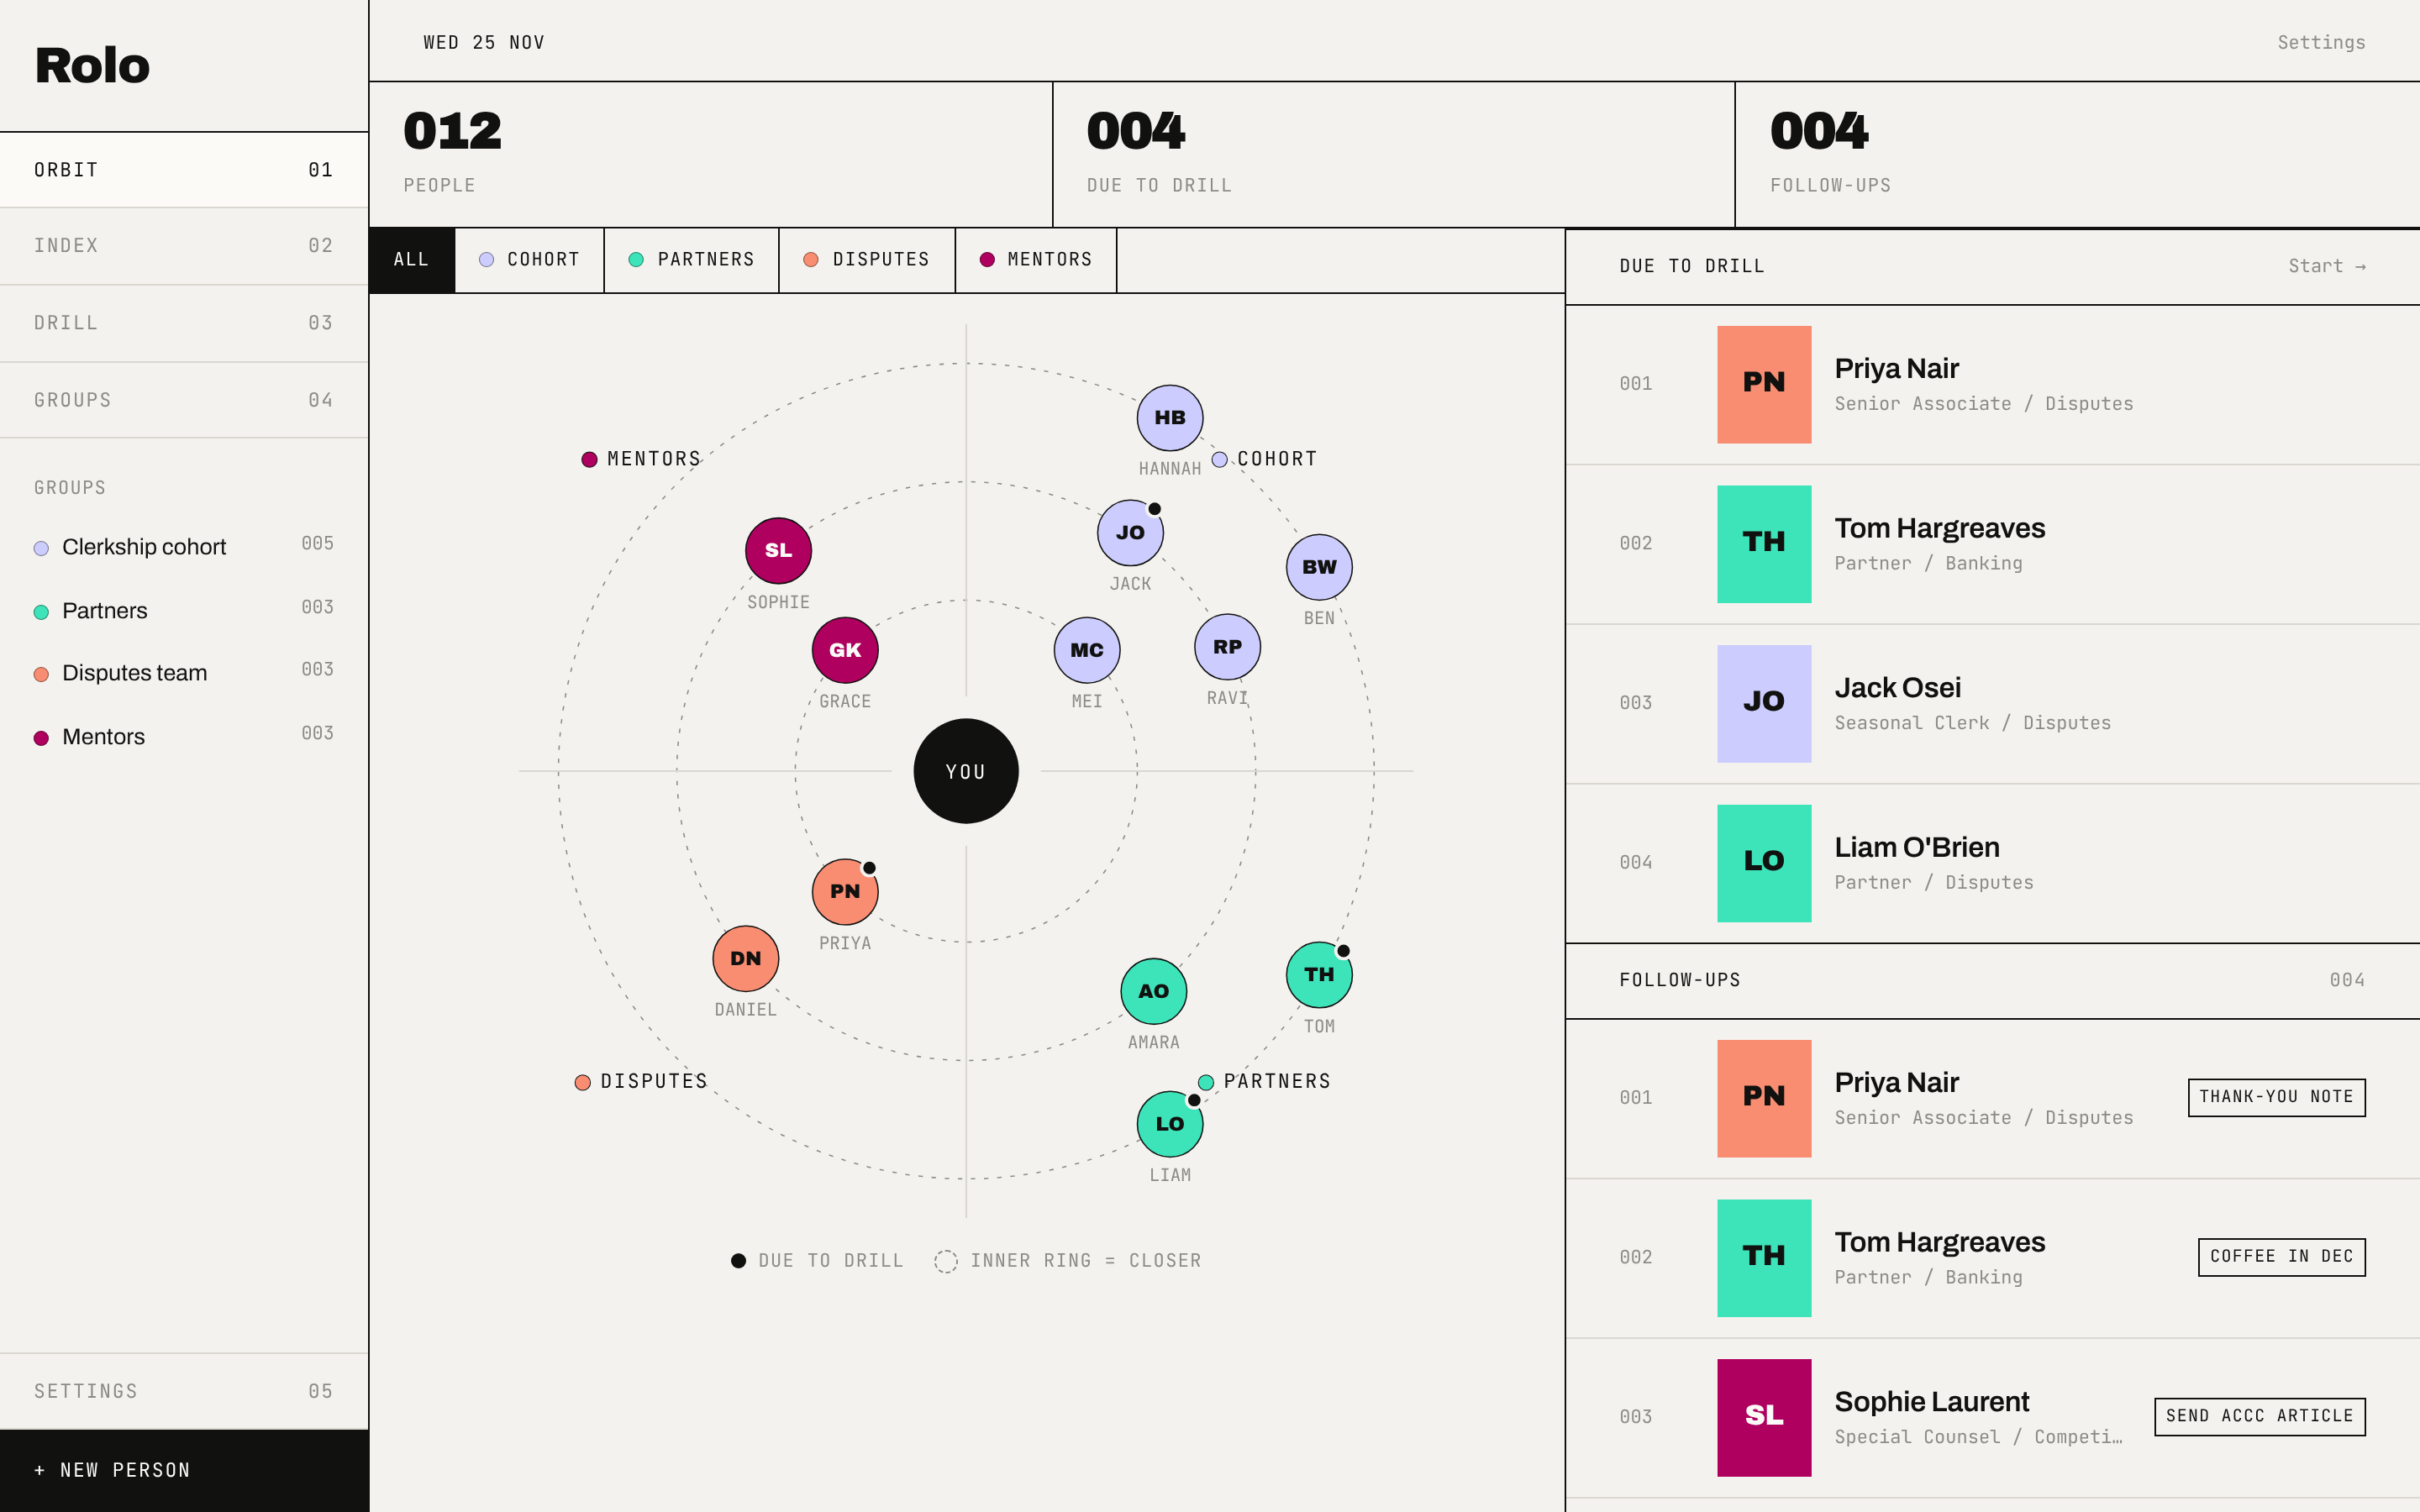 Rolo
ORBIT 01
INDEX 02
DRILL 03
GROUPS 04
GROUPS
Clerkship cohort 005
Partners 003
Disputes team 003
Mentors 003
SETTINGS 05
+ NEW PERSON
WED 25 NOV
Settings
012
PEOPLE
004
DUE TO DRILL
004
FOLLOW-UPS
ALL
COHORT
PARTNERS
DISPUTES
MENTORS
HB
HANNAH
MENTORS
COHORT
JO
JACK
SL
SOPHIE
BW
BEN
GK
GRACE
MC
MEI
RP
RAVI
YOU
PN
PRIYA
DN
DANIEL
AO
AMARA
TH
TOM
DISPUTES
PARTNERS
LO
LIAM
DUE TO DRILL
INNER RING = CLOSER
DUE TO DRILL
Start →
001
PN
Priya Nair
Senior Associate / Disputes
002
TH
Tom Hargreaves
Partner / Banking
003
JO
Jack Osei
Seasonal Clerk / Disputes
004
LO
Liam O'Brien
Partner / Disputes
FOLLOW-UPS
004
001
PN
Priya Nair
Senior Associate / Disputes
THANK-YOU NOTE
002
TH
Tom Hargreaves
Partner / Banking
COFFEE IN DEC
003
SL
Sophie Laurent
Special Counsel / Competi…
SEND ACCC ARTICLE